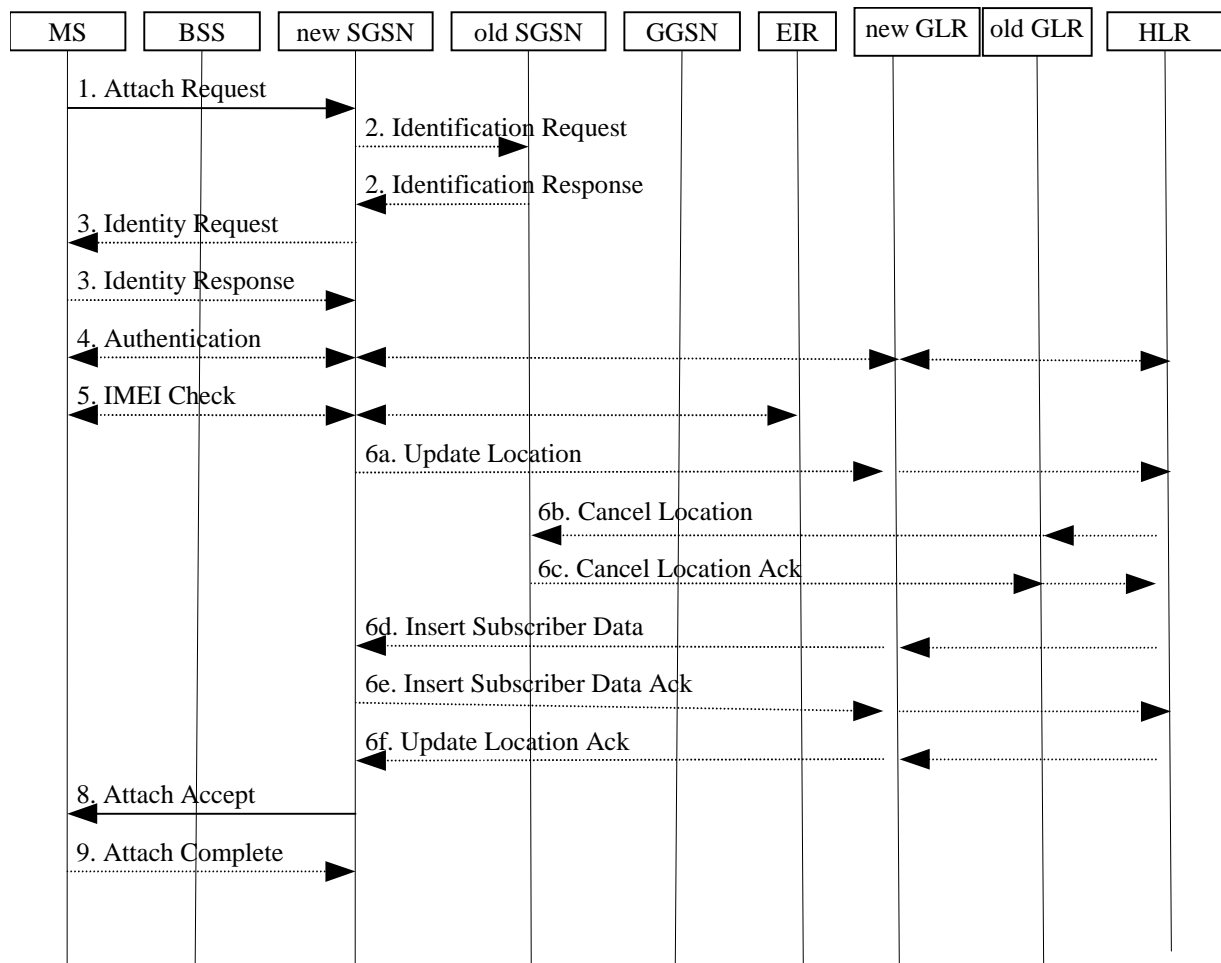 MS
BSS
new SGSN
old SGSN
GGSN
EIR
new GLR
old GLR
HLR
1. Attach Request
2. Identification Request
2. Identification Response
3. Identity Request
3. Identity Response
4. Authentication
5. IMEI Check
6a. Update Location
6b. Cancel Location
6c. Cancel Location Ack
6d. Insert Subscriber Data
6e. Insert Subscriber Data Ack
6f. Update Location Ack
8. Attach Accept
9. Attach Complete